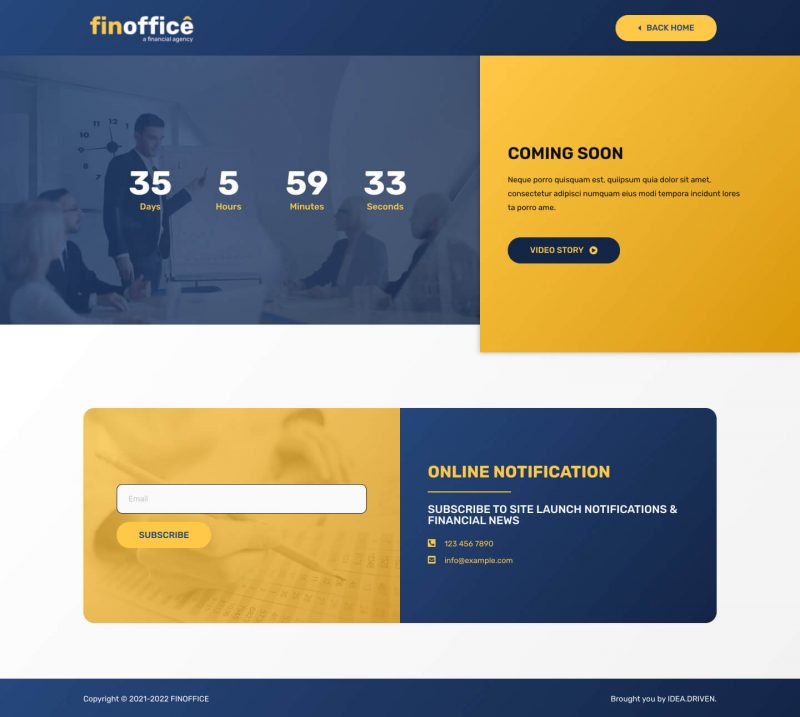 finofficê
a financial agency
BACK HOME
35
5
59
33
Days
Hours
Minutes
Seconds
COMING SOON
Neque porro quisquam est, quiipsum quia dolor sit amet,
consectetur adipisci numquam eius modi tempora incidunt lores
ta porro ame.
VIDEO STORY
Email
SUBSCRIBE
ONLINE NOTIFICATION
SUBSCRIBE TO SITE LAUNCH NOTIFICATIONS &
FINANCIAL NEWS
123 456 7890
info@example.com
Copyright © 2021-2022 FINOFFICE
Brought you by IDEA.DRIVEN.